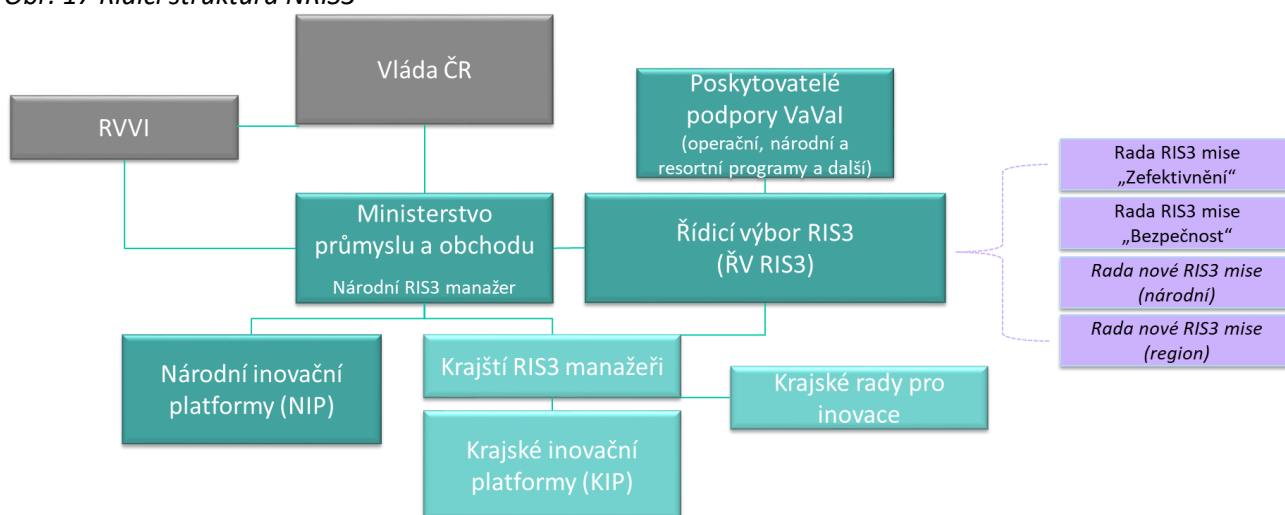 Obr. 17 Řídicí struktura NRIS3
Vláda ČR
RVVI
Poskytovatelé
podpory VaVaI
(operační, národní a
resortní programy a další)
Ministerstvo
průmyslu a obchodu
Národní RIS3 manažer
Řídicí výbor RIS3
(ŘV RIS3)
Rada RIS3 mise
„Zefektivnění“
Rada RIS3 mise
„Bezpečnost“
Rada nové RIS3 mise
(národní)
Rada nové RIS3 mise
(region)
Národní inovační
platformy (NIP)
Krajští RIS3 manažeři
Krajské rady pro
inovace
Krajské inovační
platformy (KIP)